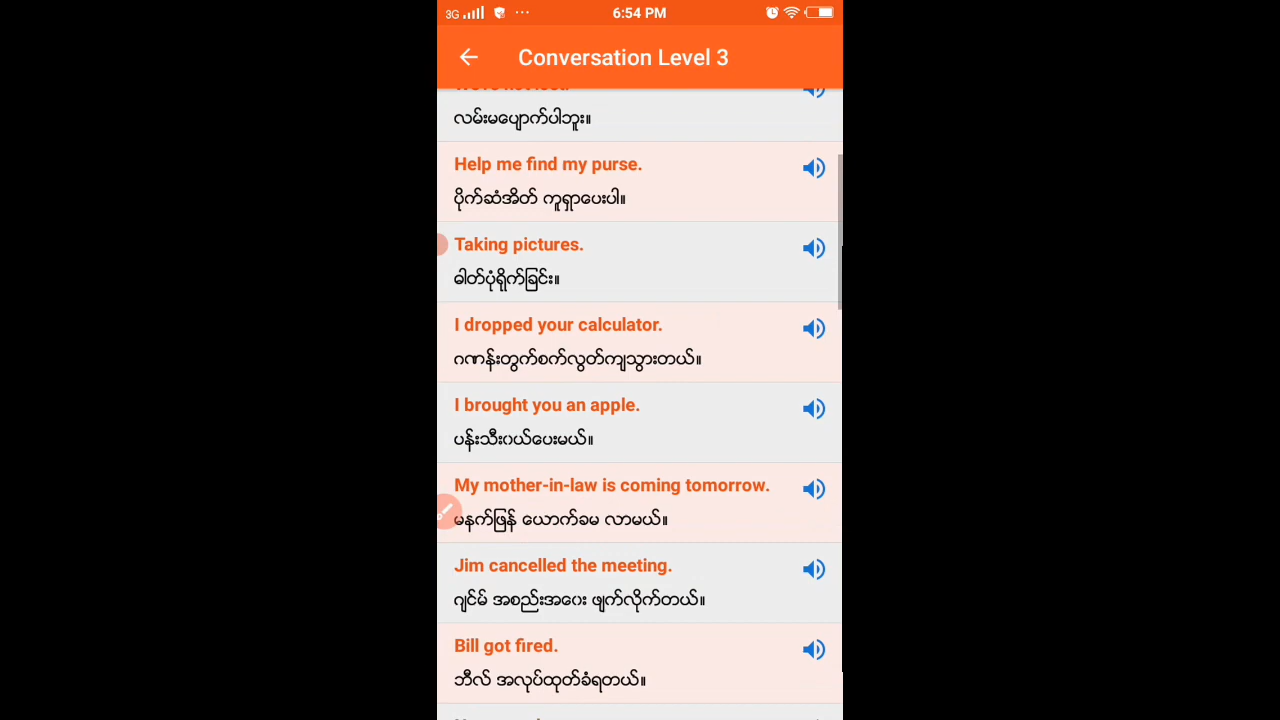 3G
6:54 PM
Conversation Level 3
လမ်းမပျောက်ပါဘူး။
Help me find my purse.
ပိုက်ဆံအိတ် ကူရှာပေးပါ။
Taking pictures.
ဓါတ်ပုံရိုက်ခြင်း။
I dropped your calculator.
ဂဏန်းတွက်စက်လွတ်ကျသွားတယ်။
I brought you an apple.
ပန်းသီးဝယ်ပေးမယ်။
My mother-in-law is coming tomorrow.
မနက်ဖြန် ယောက်ခမ လာမယ်။
Jim cancelled the meeting.
ဂျင်မ် အစည်းအဝေး ဖျက်လိုက်တယ်။
Bill got fired.
ဘီလ် အလုပ်ထုတ်ခံရတယ်။